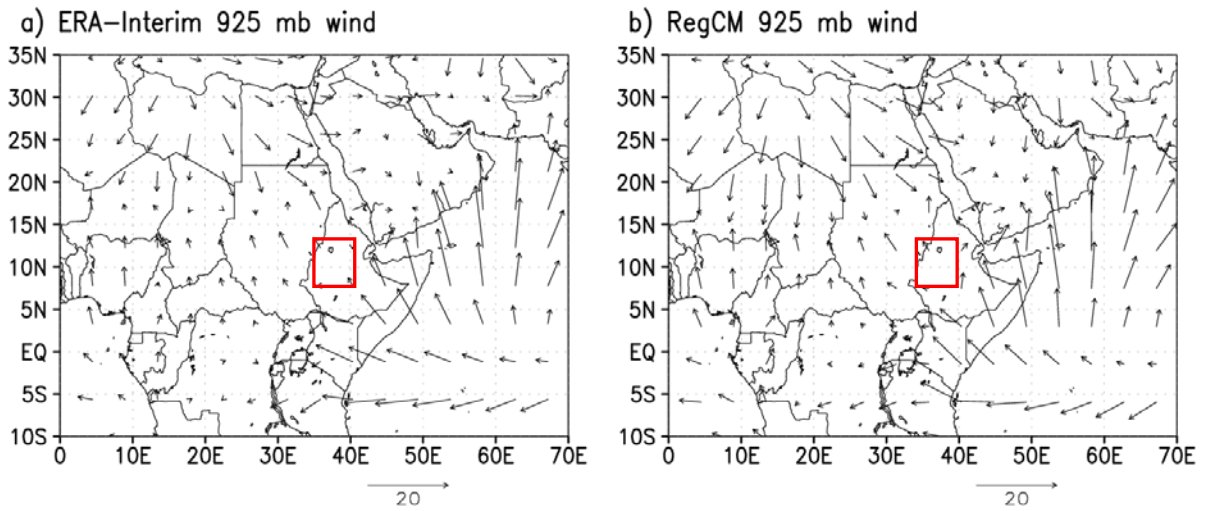 a) ERA-Interim 925 mb wind
35N
30N
25N
20N
15N
10N
5N
EQ
5S
10S
0
10E
20E
30E
40E
50E
60E
70E
20
b) RegCM 925 mb wind
35N
30N
25N
20N
15N
10N
5N
EQ
5S
10S
0
10E
20E
30E
40E
50E
60E
70E
20